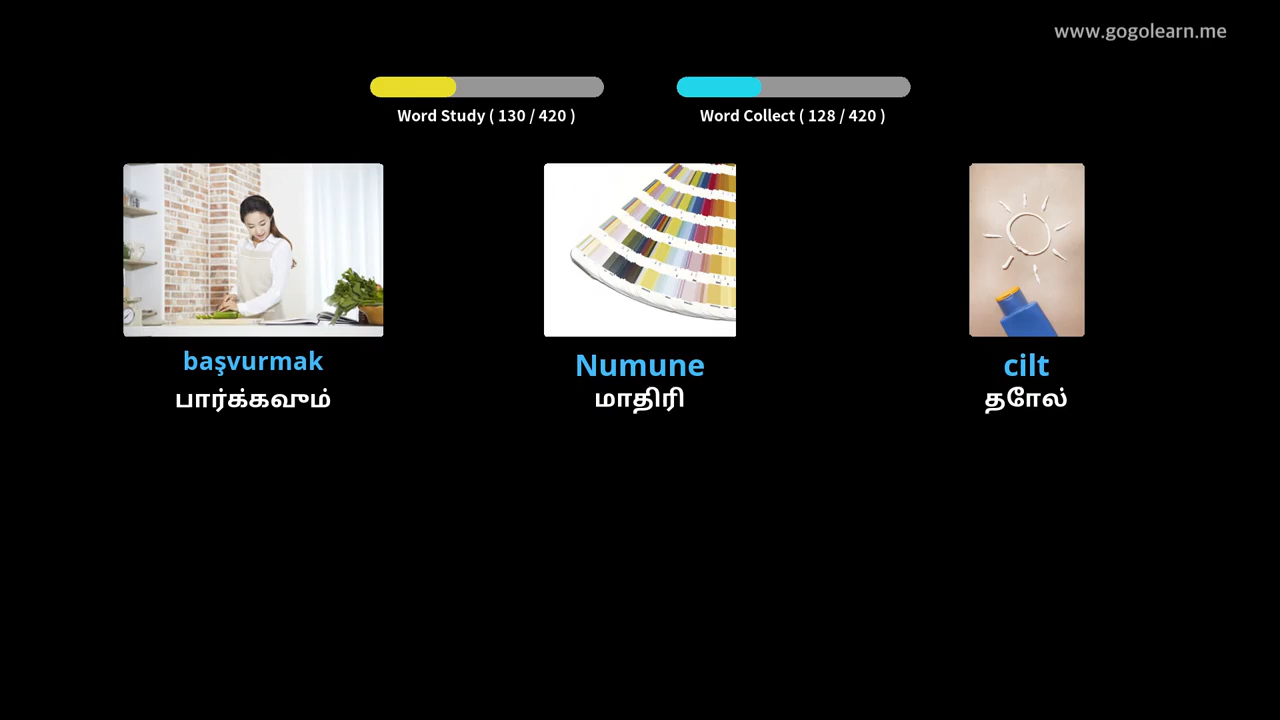 www.gogolearn.me
Word Study ( 130 / 420 )
Word Collect ( 128 / 420 )
başvurmak
பார்க்கவும்
Numune
மாதிரி
cilt
தோல்